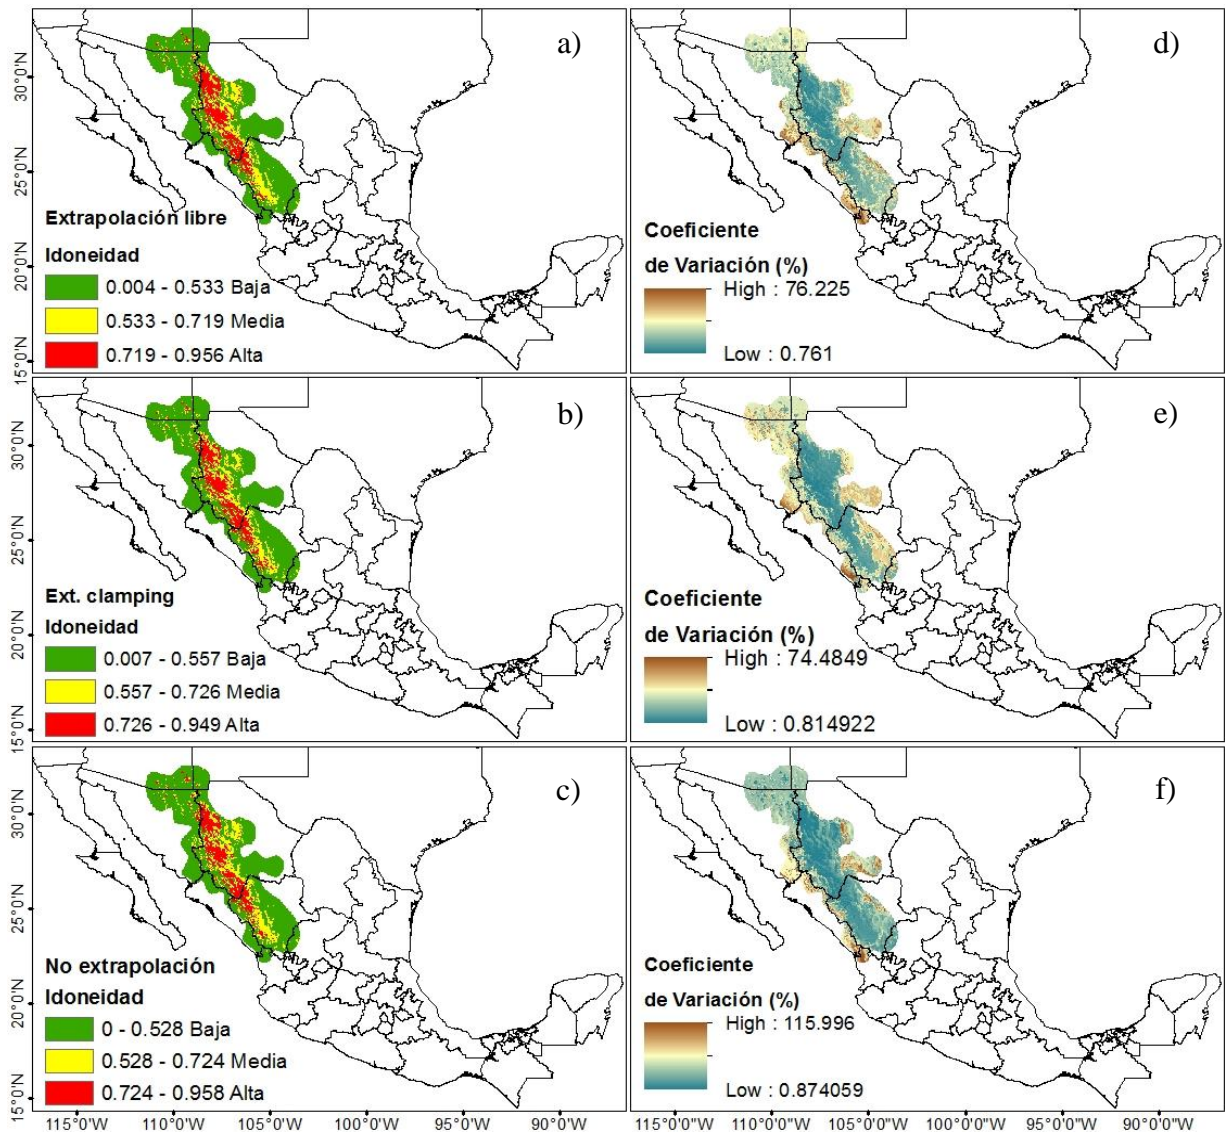 a)
30°0'N
25°0'N
20°0'N
15°0'N
Extrapolación libre
Idoneidad
0.004 - 0.533 Baja
0.533 - 0.719 Media
0.719 - 0.956 Alta
d)
Coeficiente
de Variación (%)
High : 76.225
Low : 0.761
b)
30°0'N
25°0'N
20°0'N
15°0'N
Ext. clamping
Idoneidad
0.007 - 0.557 Baja
0.557 - 0.726 Media
0.726 - 0.949 Alta
e)
Coeficiente
de Variación (%)
High : 74.4849
Low : 0.814922
c)
30°0'N
25°0'N
20°0'N
15°0'N
No extrapolación
Idoneidad
0 - 0.528 Baja
0.528 - 0.724 Media
0.724 - 0.958 Alta
f)
Coeficiente
de Variación (%)
High : 115.996
Low : 0.874059
115°0'W 110°0'W 105°0'W 100°0'W 95°0'W 90°0'W
115°0'W 110°0'W 105°0'W 100°0'W 95°0'W 90°0'W